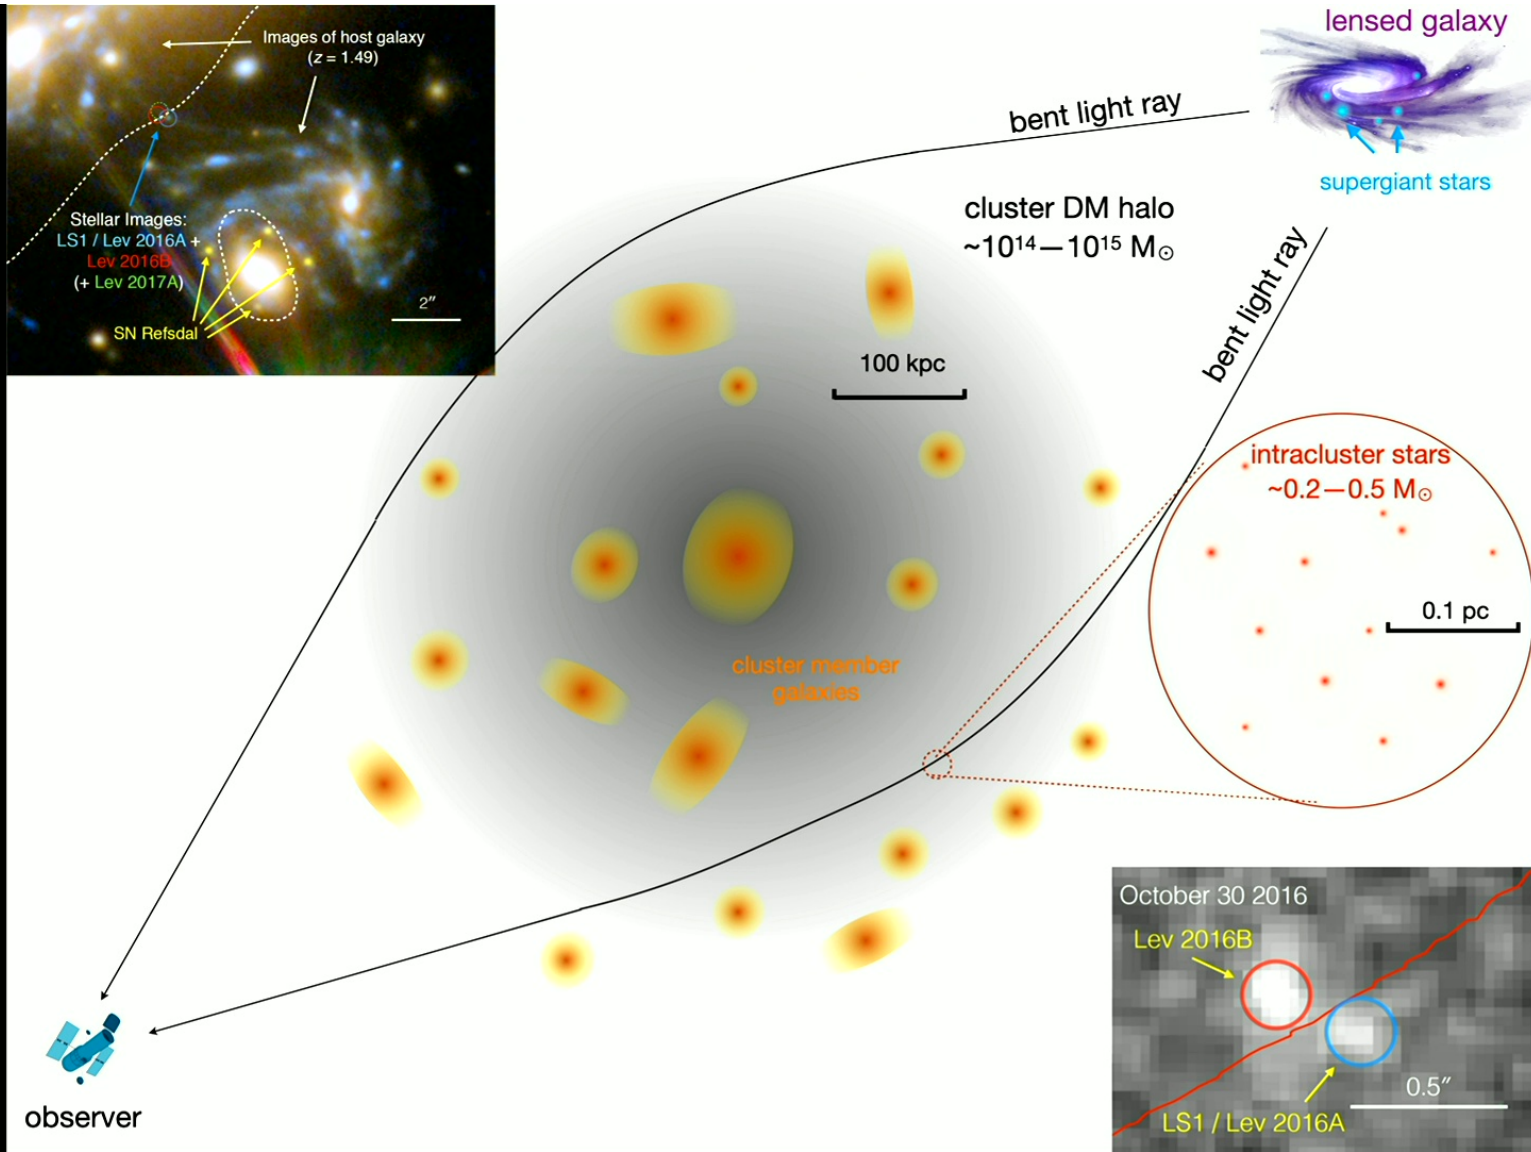 Images of host galaxy
(z = 1.49)
Stellar Images:
LS1 / Lev 2016A +
Lev 2016B
(+ Lev 2017A)
SN Refsdal
2″
lensed galaxy
supergiant stars
bent light ray
cluster DM halo
~10¹⁴—10¹⁵ M☉
bent light ray
100 kpc
intracluster stars
~0.2—0.5 M☉
0.1 pc
cluster member
galaxies
observer
October 30 2016
Lev 2016B
0.5″
LS1 / Lev 2016A